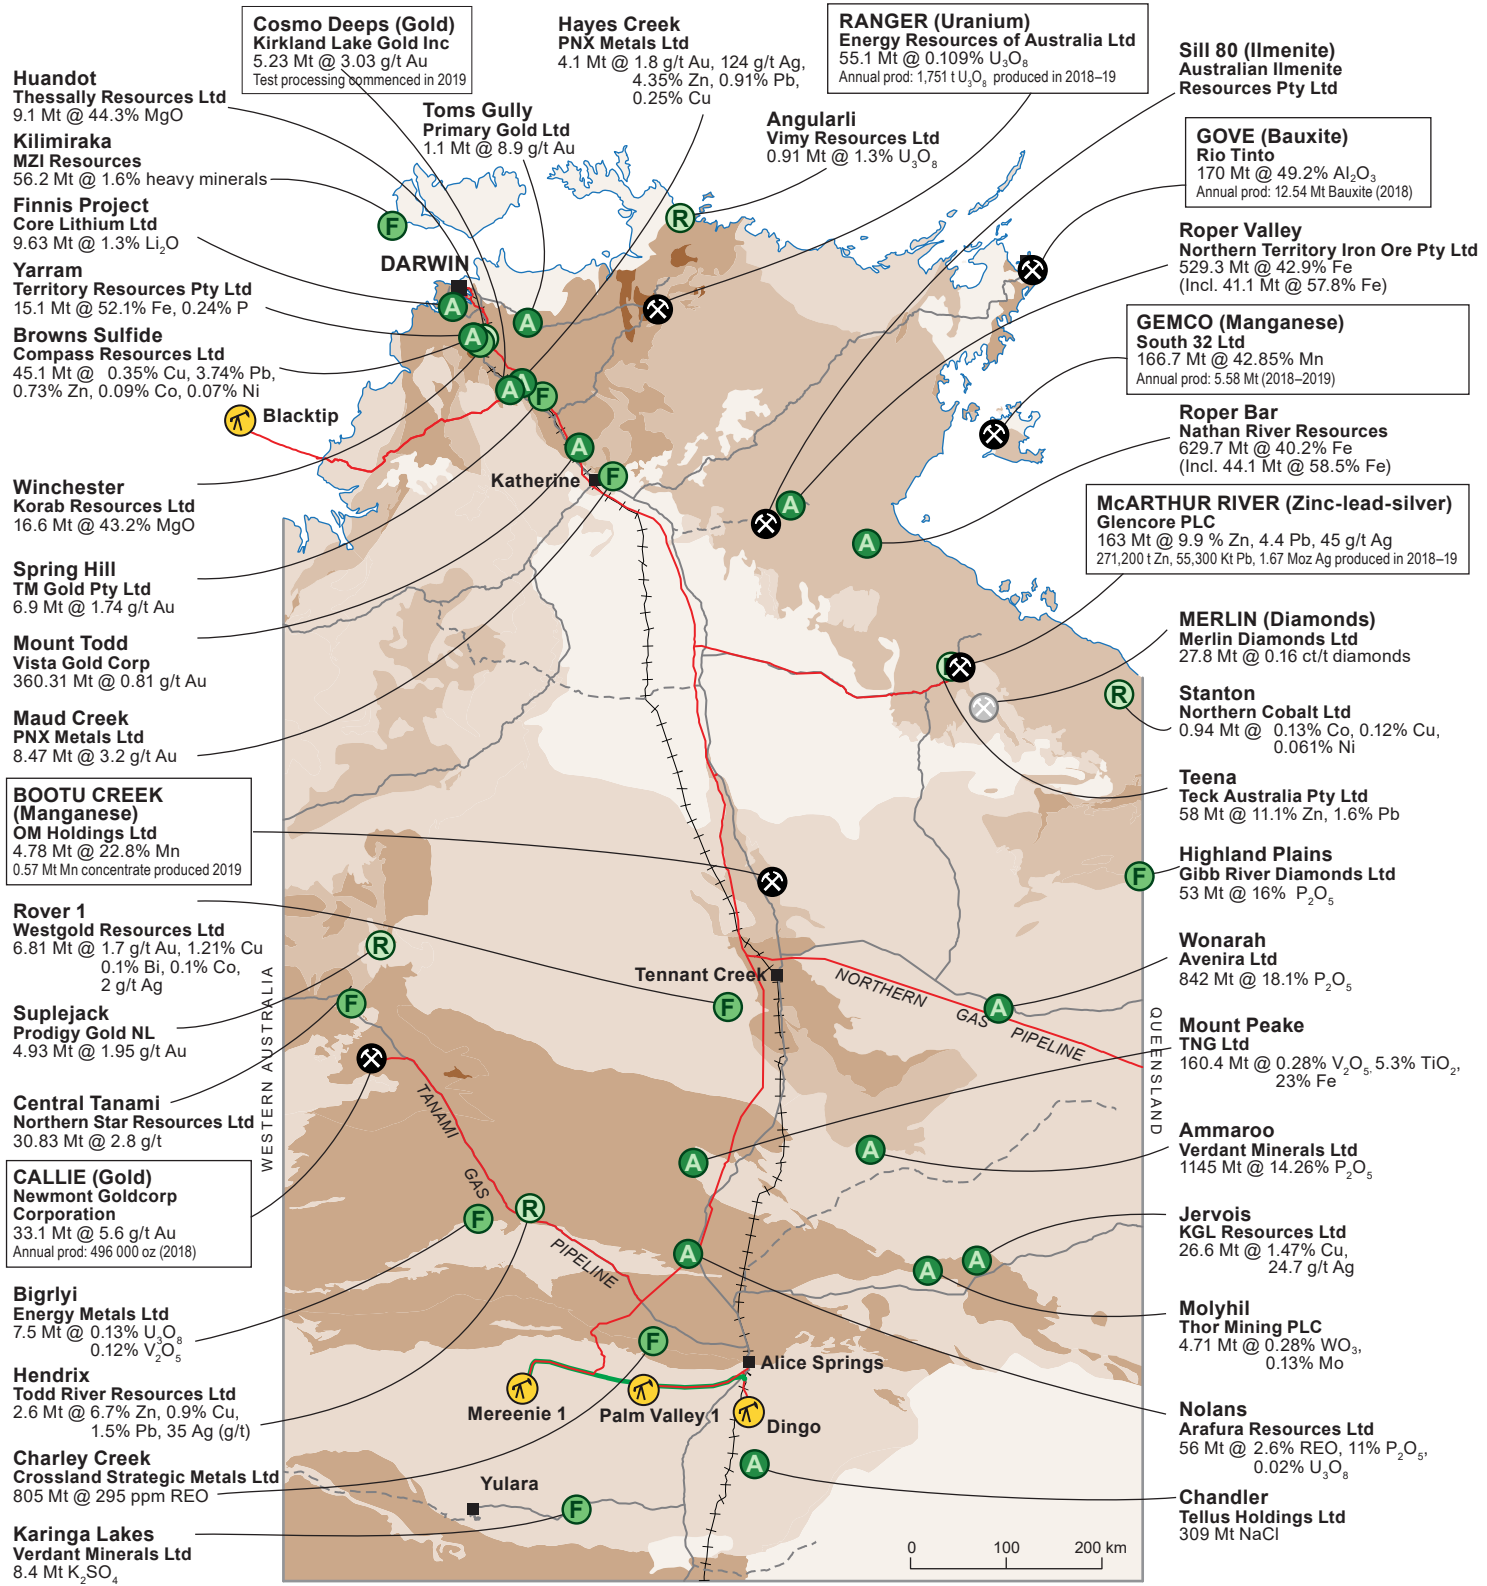 Cosmo Deeps (Gold)
Kirkland Lake Gold Inc
5.23 Mt @ 3.03 g/t Au
Test processing commenced in 2019
Hayes Creek
PNX Metals Ltd
4.1 Mt @ 1.8 g/t Au, 124 g/t Ag,
4.35% Zn, 0.91% Pb,
0.25% Cu
RANGER (Uranium)
Energy Resources of Australia Ltd
55.1 Mt @ 0.109% U₃O₈
Annual prod: 1,751 t U₃O₈ produced in 2018–19
Sill 80 (Ilmenite)
Australian Ilmenite
Resources Pty Ltd
Huandot
Thessally Resources Ltd
9.1 Mt @ 44.3% MgO
Toms Gully
Primary Gold Ltd
1.1 Mt @ 8.9 g/t Au
Angularli
Vimy Resources Ltd
0.91 Mt @ 1.3% U₃O₈
GOVE (Bauxite)
Rio Tinto
170 Mt @ 49.2% Al₂O₃
Annual prod: 12.54 Mt Bauxite (2018)
Kilimiraka
MZI Resources
56.2 Mt @ 1.6% heavy minerals
Finnis Project
Core Lithium Ltd
9.63 Mt @ 1.3% Li₂O
Roper Valley
Northern Territory Iron Ore Pty Ltd
529.3 Mt @ 42.9% Fe
(Incl. 41.1 Mt @ 57.8% Fe)
Yarram
Territory Resources Pty Ltd
15.1 Mt @ 52.1% Fe, 0.24% P
GEMCO (Manganese)
South 32 Ltd
166.7 Mt @ 42.85% Mn
Annual prod: 5.58 Mt (2018–2019)
Browns Sulfide
Compass Resources Ltd
45.1 Mt @ 0.35% Cu, 3.74% Pb,
0.73% Zn, 0.09% Co, 0.07% Ni
Roper Bar
Nathan River Resources
629.7 Mt @ 40.2% Fe
(Incl. 44.1 Mt @ 58.5% Fe)
Winchester
Korab Resources Ltd
16.6 Mt @ 43.2% MgO
McARTHUR RIVER (Zinc-lead-silver)
Glencore PLC
163 Mt @ 9.9 % Zn, 4.4 Pb, 45 g/t Ag
271,200 t Zn, 55,300 Kt Pb, 1.67 Moz Ag produced in 2018–19
Spring Hill
TM Gold Pty Ltd
6.9 Mt @ 1.74 g/t Au
MERLIN (Diamonds)
Merlin Diamonds Ltd
27.8 Mt @ 0.16 ct/t diamonds
Mount Todd
Vista Gold Corp
360.31 Mt @ 0.81 g/t Au
Stanton
Northern Cobalt Ltd
0.94 Mt @ 0.13% Co, 0.12% Cu,
0.061% Ni
Maud Creek
PNX Metals Ltd
8.47 Mt @ 3.2 g/t Au
Teena
Teck Australia Pty Ltd
58 Mt @ 11.1% Zn, 1.6% Pb
BOOTU CREEK
(Manganese)
OM Holdings Ltd
4.78 Mt @ 22.8% Mn
0.57 Mt Mn concentrate produced 2019
Highland Plains
Gibb River Diamonds Ltd
53 Mt @ 16% P₂O₅
Rover 1
Westgold Resources Ltd
6.81 Mt @ 1.7 g/t Au, 1.21% Cu
0.1% Bi, 0.1% Co,
2 g/t Ag
Wonarah
Avenira Ltd
842 Mt @ 18.1% P₂O₅
Suplejack
Prodigy Gold NL
4.93 Mt @ 1.95 g/t Au
Mount Peake
TNG Ltd
160.4 Mt @ 0.28% V₂O₅, 5.3% TiO₂,
23% Fe
Central Tanami
Northern Star Resources Ltd
30.83 Mt @ 2.8 g/t
Ammaroo
Verdant Minerals Ltd
1145 Mt @ 14.26% P₂O₅
CALLIE (Gold)
Newmont Goldcorp
Corporation
33.1 Mt @ 5.6 g/t Au
Annual prod: 496 000 oz (2018)
Jervois
KGL Resources Ltd
26.6 Mt @ 1.47% Cu,
24.7 g/t Ag
Bigrlyi
Energy Metals Ltd
7.5 Mt @ 0.13% U₃O₈
0.12% V₂O₅
Molyhil
Thor Mining PLC
4.71 Mt @ 0.28% WO₃,
0.13% Mo
Hendrix
Todd River Resources Ltd
2.6 Mt @ 6.7% Zn, 0.9% Cu,
1.5% Pb, 35 Ag (g/t)
Nolans
Arafura Resources Ltd
56 Mt @ 2.6% REO, 11% P₂O₅,
0.02% U₃O₈
Charley Creek
Crossland Strategic Metals Ltd
805 Mt @ 295 ppm REO
Chandler
Tellus Holdings Ltd
309 Mt NaCl
Karinga Lakes
Verdant Minerals Ltd
8.4 Mt K₂SO₄
DARWIN
Blacktip
Katherine
Tennant Creek
NORTHERN
GAS
PIPELINE
WESTERN AUSTRALIA
QUEENSLAND
TANAMI
GAS
PIPELINE
Alice Springs
Mereenie 1
Palm Valley 1
Dingo
Yulara
0 100 200 km
F
R
A
A
A
A
A
F
A
F
A
A
R
F
R
F
F
A
A
A
F
R
A
A
A
F
A
F